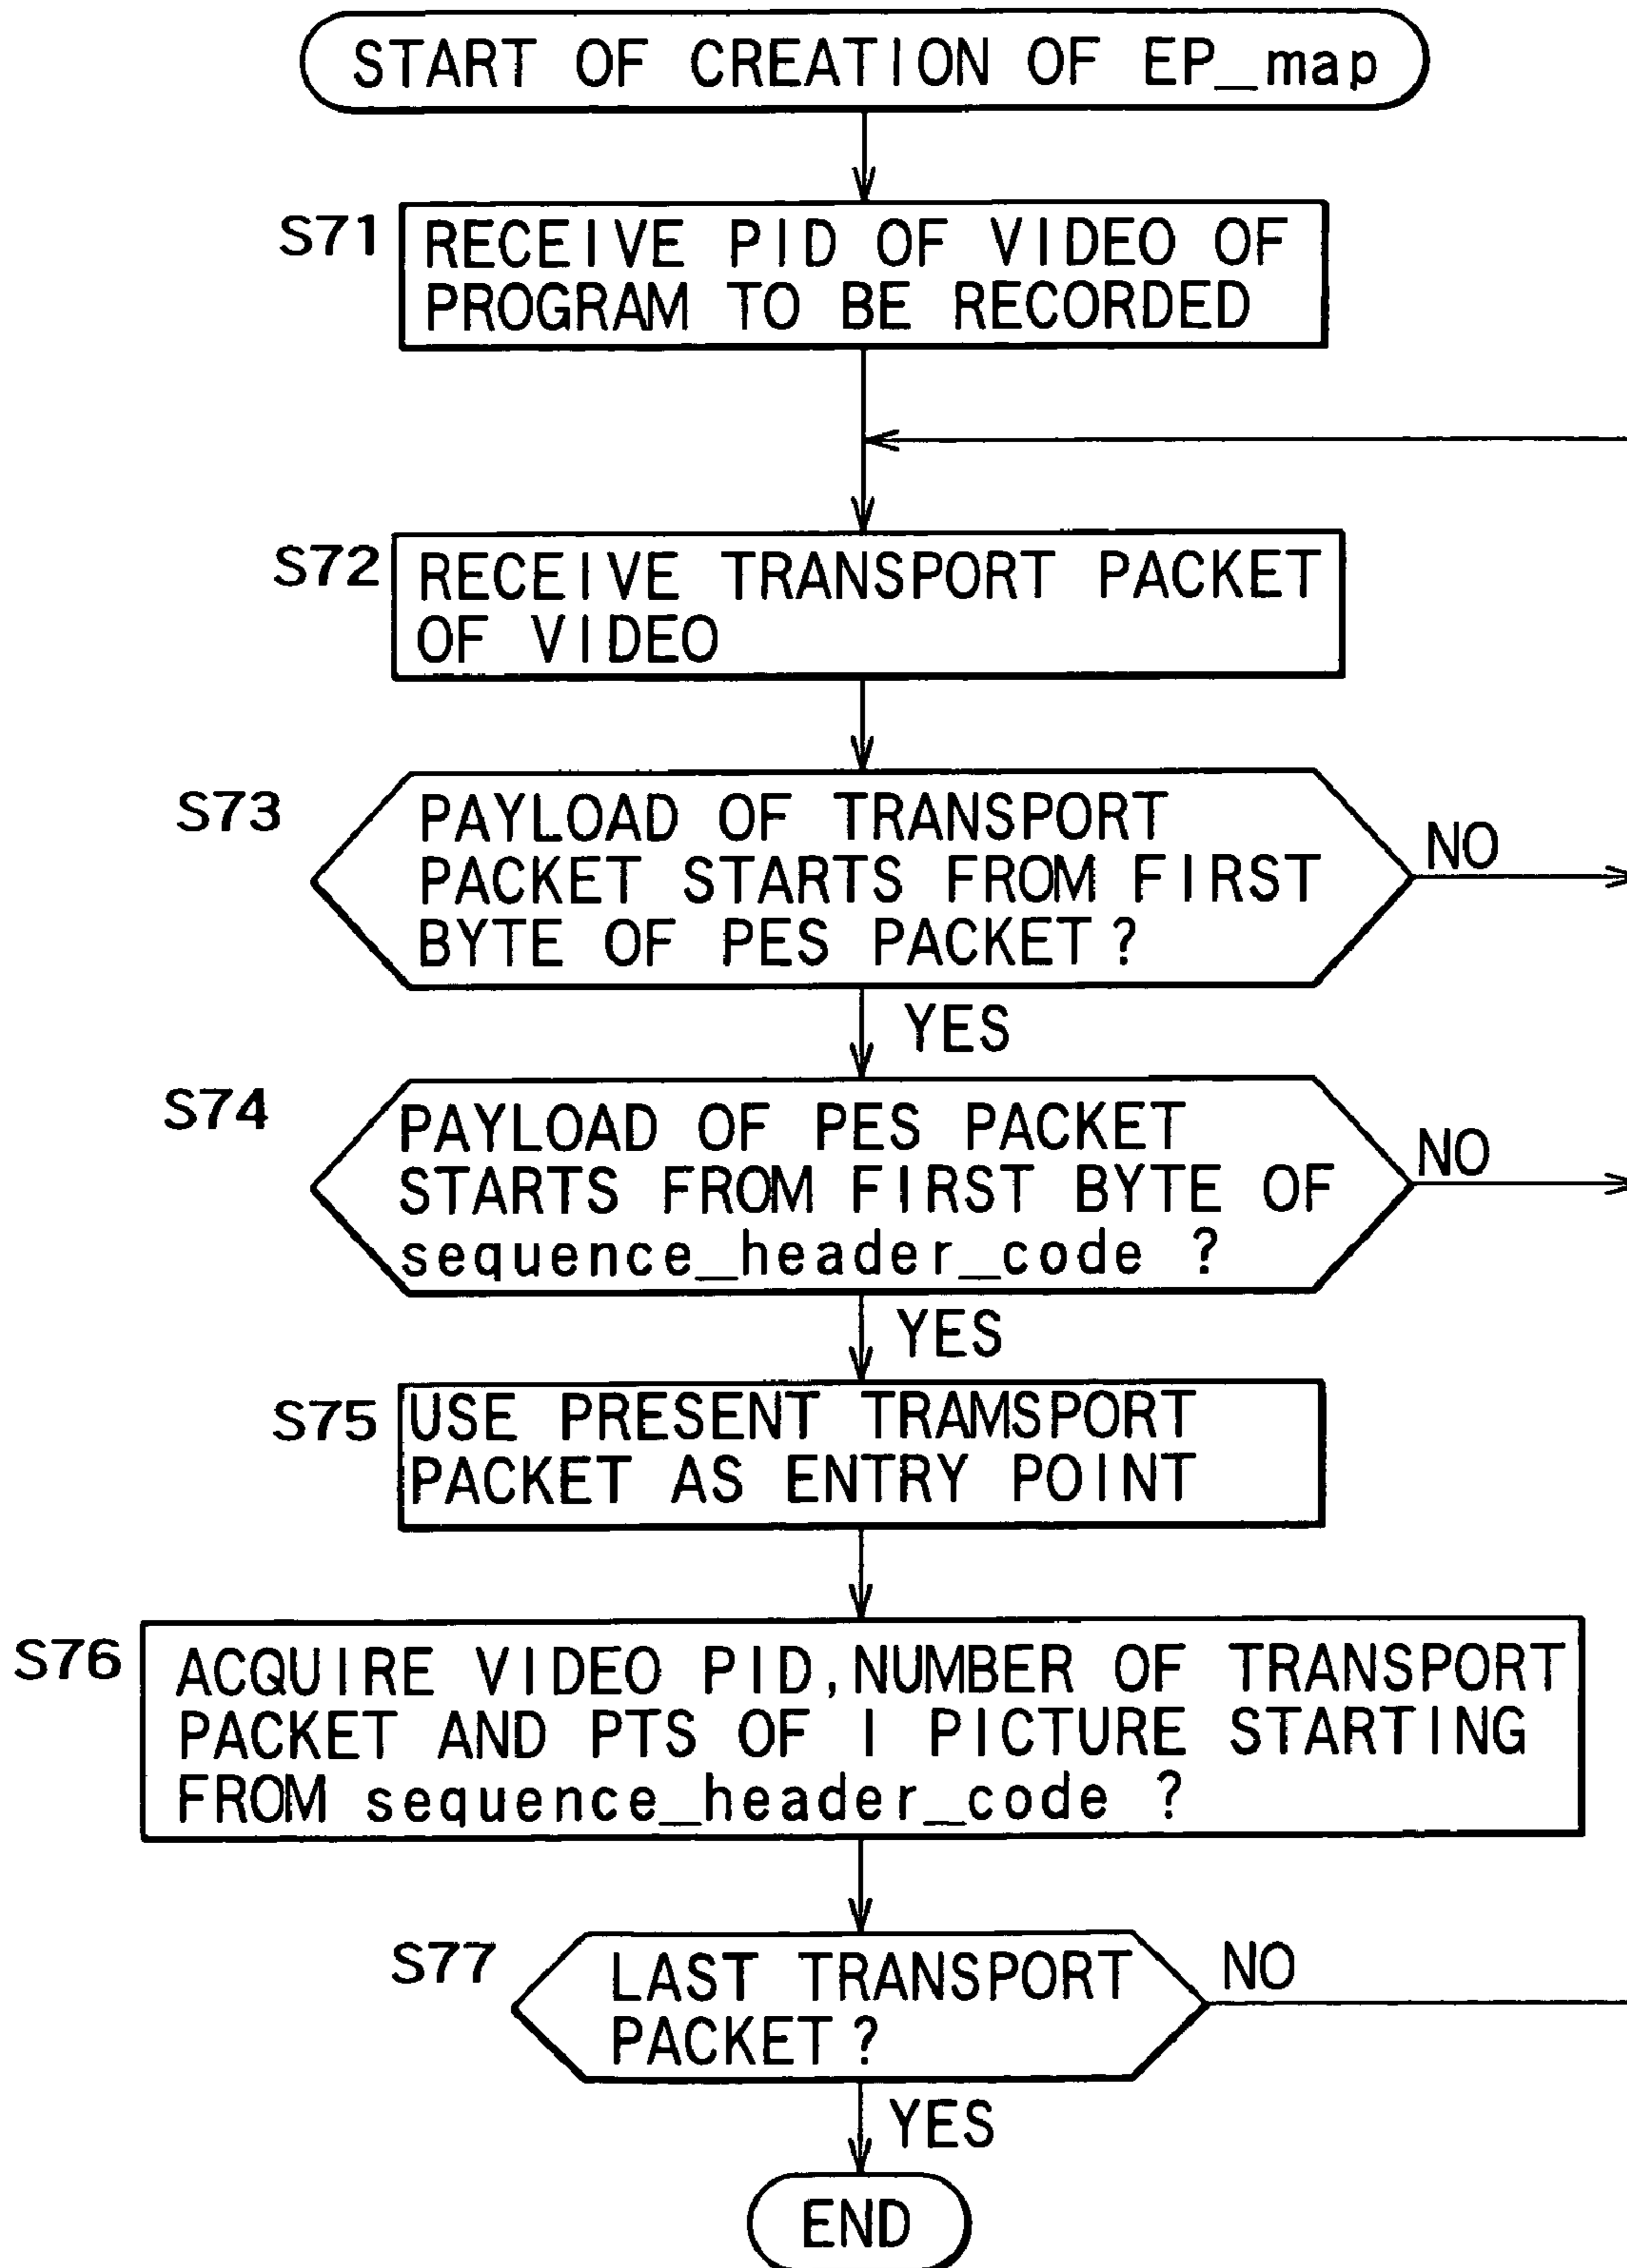 START OF CREATION OF EP_map
S71
RECEIVE PID OF VIDEO OF
PROGRAM TO BE RECORDED
S72
RECEIVE TRANSPORT PACKET
OF VIDEO
S73
PAYLOAD OF TRANSPORT
PACKET STARTS FROM FIRST
BYTE OF PES PACKET ?
NO
YES
S74
PAYLOAD OF PES PACKET
STARTS FROM FIRST BYTE OF
sequence_header_code ?
NO
YES
S75
USE PRESENT TRAMSPORT
PACKET AS ENTRY POINT
S76
ACQUIRE VIDEO PID, NUMBER OF TRANSPORT
PACKET AND PTS OF I PICTURE STARTING
FROM sequence_header_code ?
S77
LAST TRANSPORT
PACKET ?
NO
YES
END